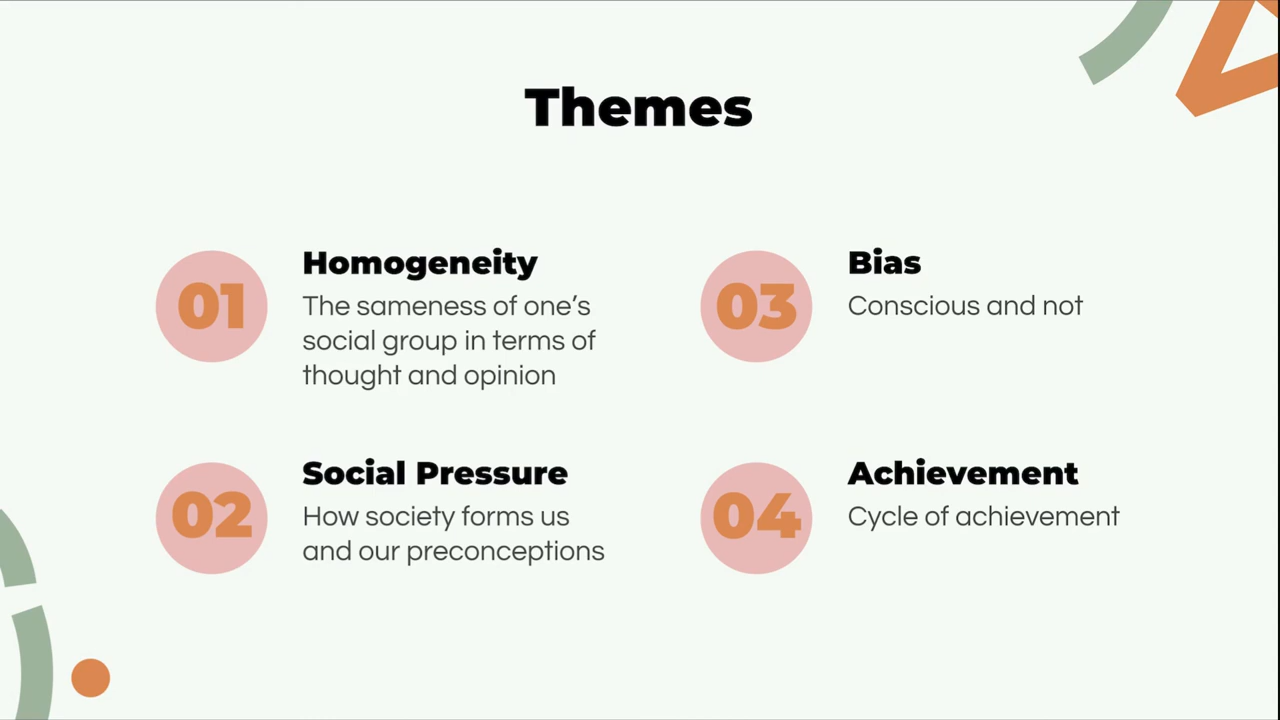 Themes
01
Homogeneity
The sameness of one’s
social group in terms of
thought and opinion
02
Social Pressure
How society forms us
and our preconceptions
03
Bias
Conscious and not
04
Achievement
Cycle of achievement